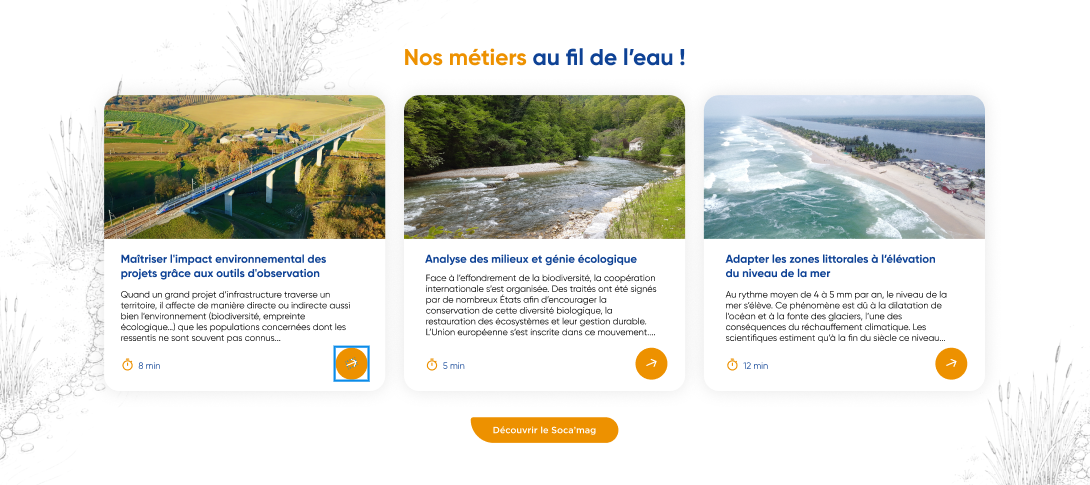 Nos métiers au fil de l'eau !
Maîtriser l'impact environnemental des
projets grâce aux outils d'observation
Quand un grand projet d'infrastructure traverse un
territoire, il affecte de manière directe ou indirecte aussi
bien l'environnement (biodiversité, empreinte
écologique...) que les populations concernées dont les
ressentis ne sont souvent pas connus...
8 min
Analyse des milieux et génie écologique
Face à l'effondrement de la biodiversité, la coopération
internationale s'est organisée. Des traités ont été signés
par de nombreux États afin d'encourager la
conservation de cette diversité biologique, la
restauration des écosystèmes et leur gestion durable.
L'Union européenne s'est inscrite dans ce mouvement....
5 min
Adapter les zones littorales à l'élévation
du niveau de la mer
Au rythme moyen de 4 à 5 mm par an, le niveau de la
mer s'élève. Ce phénomène est dû à la dilatation de
l'océan et à la fonte des glaciers, l'une des
conséquences du réchauffement climatique. Les
scientifiques estiment qu'à la fin du siècle ce niveau...
12 min
Découvrir le Soca'mag